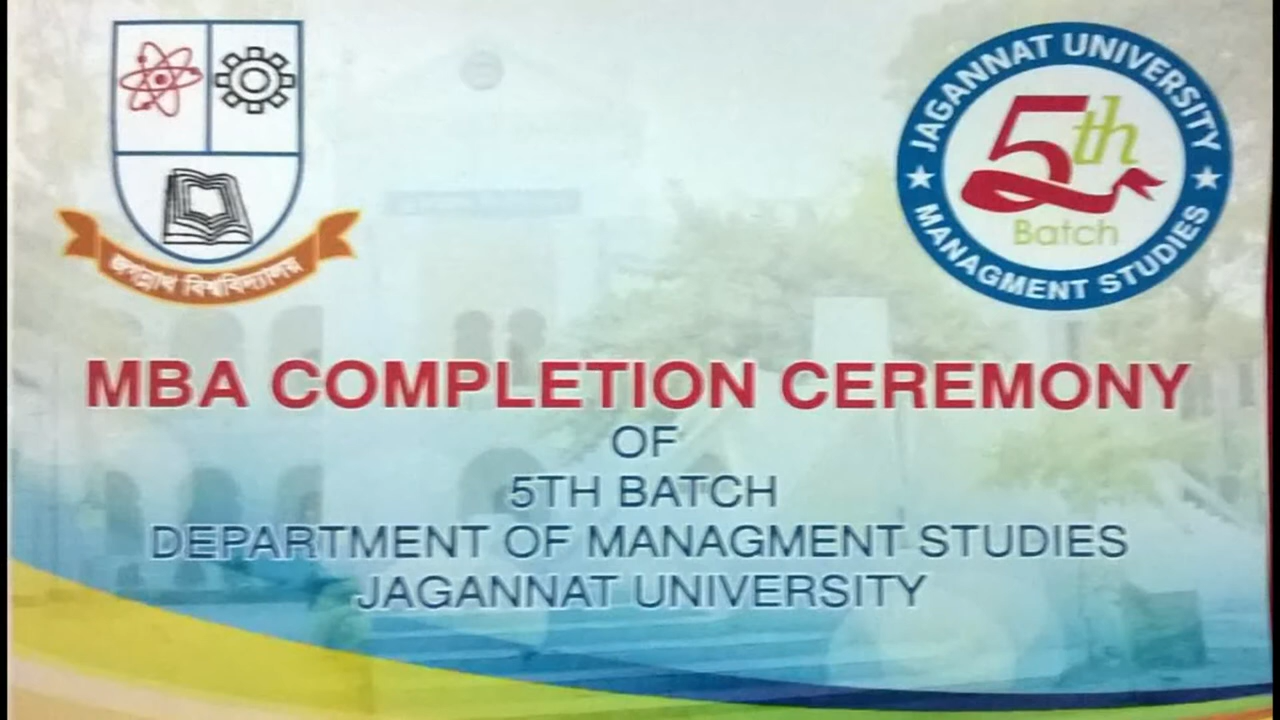 জগন্নাথ বিশ্ববিদ্যালয়
JAGANNAT UNIVERSITY
5th
Batch
MANAGMENT STUDIES
MBA COMPLETION CEREMONY
OF
5TH BATCH
DEPARTMENT OF MANAGMENT STUDIES
JAGANNAT UNIVERSITY